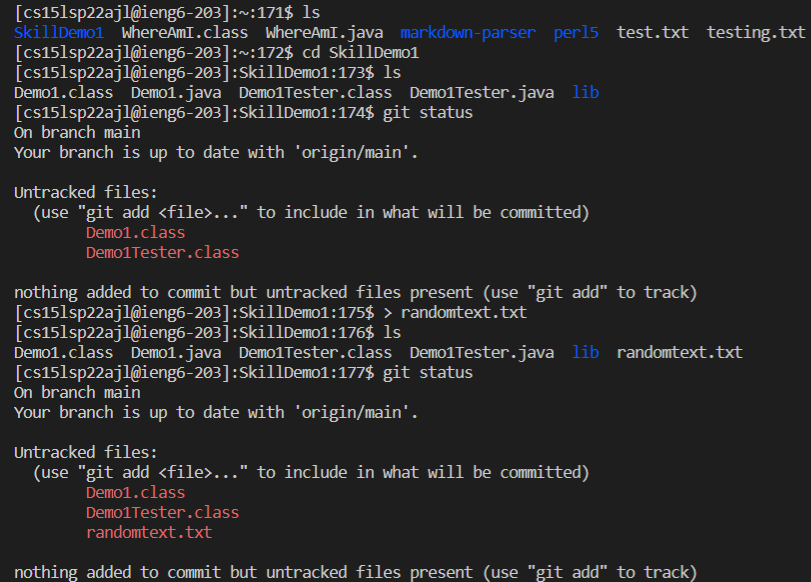 [cs15lsp22ajl@ieng6-203]:~:171$ ls
SkillDemo1  WhereAmI.class  WhereAmI.java  markdown-parser  perl5  test.txt  testing.txt
[cs15lsp22ajl@ieng6-203]:~:172$ cd SkillDemo1
[cs15lsp22ajl@ieng6-203]:SkillDemo1:173$ ls
Demo1.class  Demo1.java  Demo1Tester.class  Demo1Tester.java  lib
[cs15lsp22ajl@ieng6-203]:SkillDemo1:174$ git status
On branch main
Your branch is up to date with 'origin/main'.
Untracked files:
  (use "git add <file>..." to include in what will be committed)
        Demo1.class
        Demo1Tester.class
nothing added to commit but untracked files present (use "git add" to track)
[cs15lsp22ajl@ieng6-203]:SkillDemo1:175$ > randomtext.txt
[cs15lsp22ajl@ieng6-203]:SkillDemo1:176$ ls
Demo1.class  Demo1.java  Demo1Tester.class  Demo1Tester.java  lib  randomtext.txt
[cs15lsp22ajl@ieng6-203]:SkillDemo1:177$ git status
On branch main
Your branch is up to date with 'origin/main'.
Untracked files:
  (use "git add <file>..." to include in what will be committed)
        Demo1.class
        Demo1Tester.class
        randomtext.txt
nothing added to commit but untracked files present (use "git add" to track)